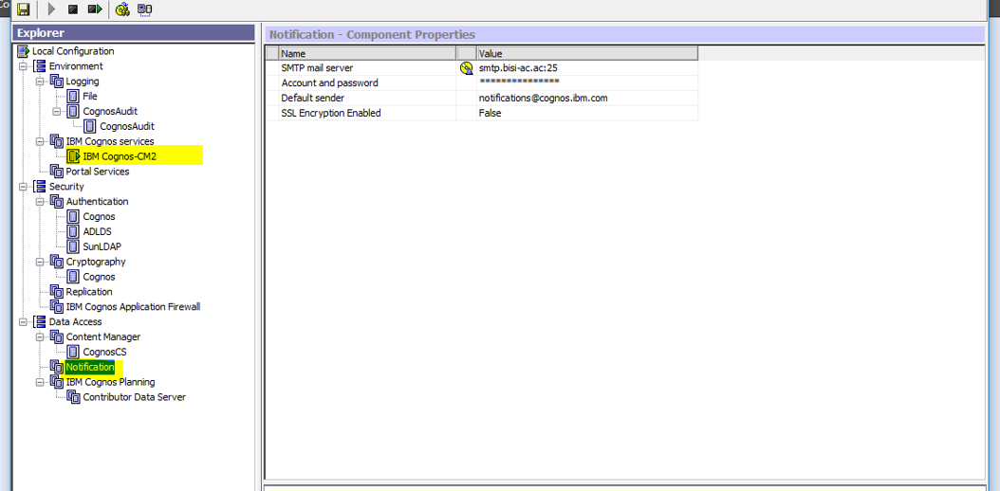 Co
Explorer
Local Configuration
Environment
Logging
File
CognosAudit
CognosAudit
IBM Cognos services
IBM Cognos-CM2
Portal Services
Security
Authentication
Cognos
ADLDS
SunLDAP
Cryptography
Cognos
Replication
IBM Cognos Application Firewall
Data Access
Content Manager
CognosCS
Notification
IBM Cognos Planning
Contributor Data Server
Notification - Component Properties
Name Value
SMTP mail server smtp.bisi-ac.ac:25
Account and password ***************
Default sender notifications@cognos.ibm.com
SSL Encryption Enabled False